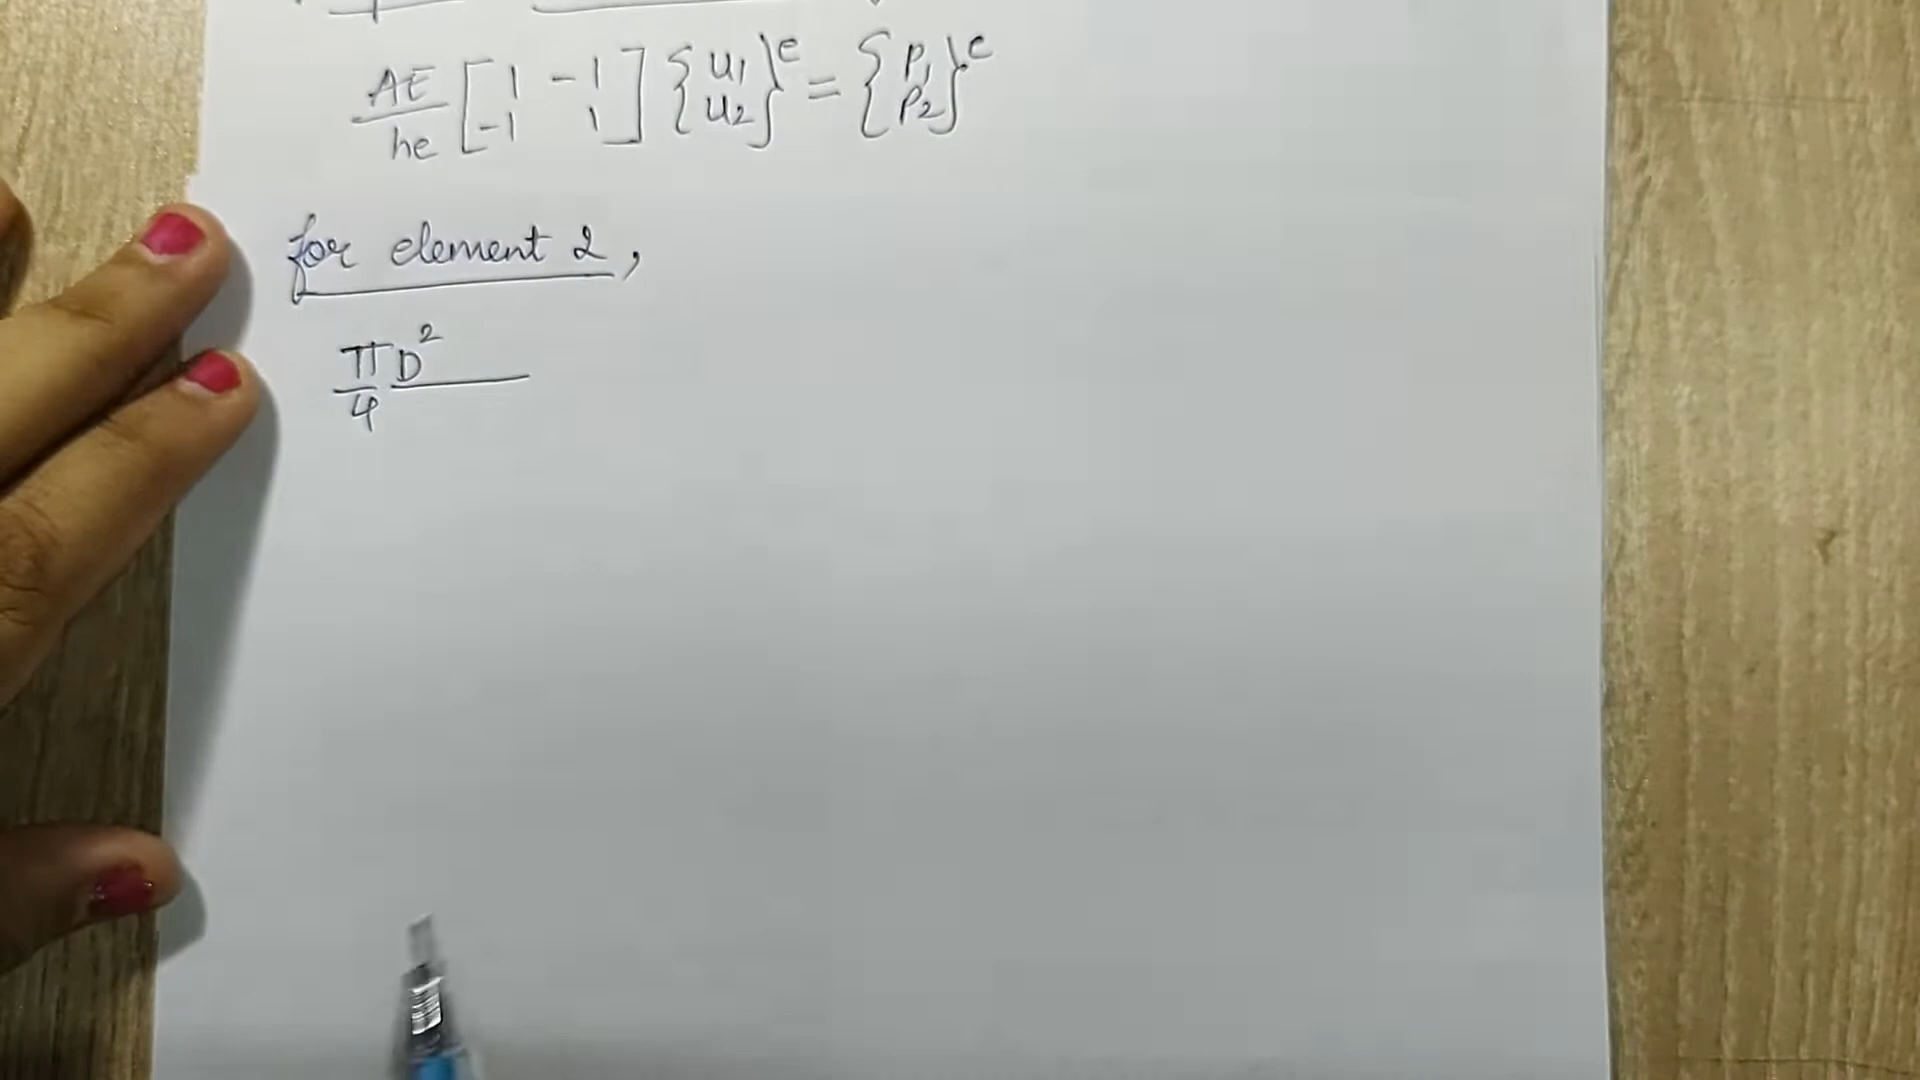 AE/he [1 -1; -1 1] {u1; u2}^e = {P1; P2}^e
for element 2,
π/4 D²